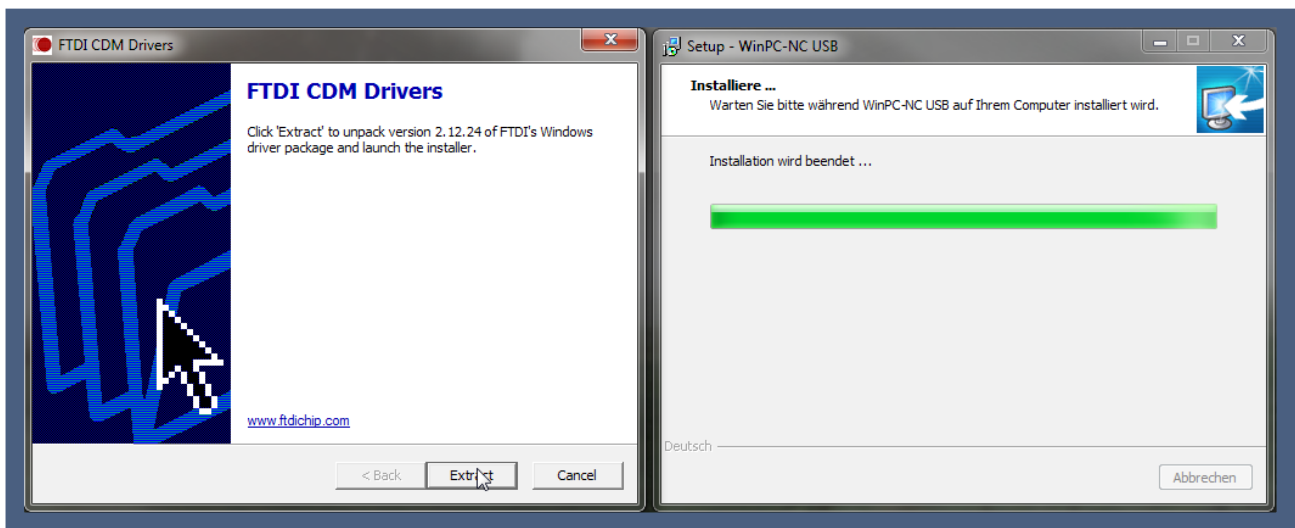 FTDI CDM Drivers
FTDI CDM Drivers
Click 'Extract' to unpack version 2.12.24 of FTDI's Windows
driver package and launch the installer.
www.ftdichip.com
< Back
Extract
Cancel
Setup - WinPC-NC USB
Installiere ...
Warten Sie bitte während WinPC-NC USB auf Ihrem Computer installiert wird.
Installation wird beendet ...
Deutsch
Abbrechen